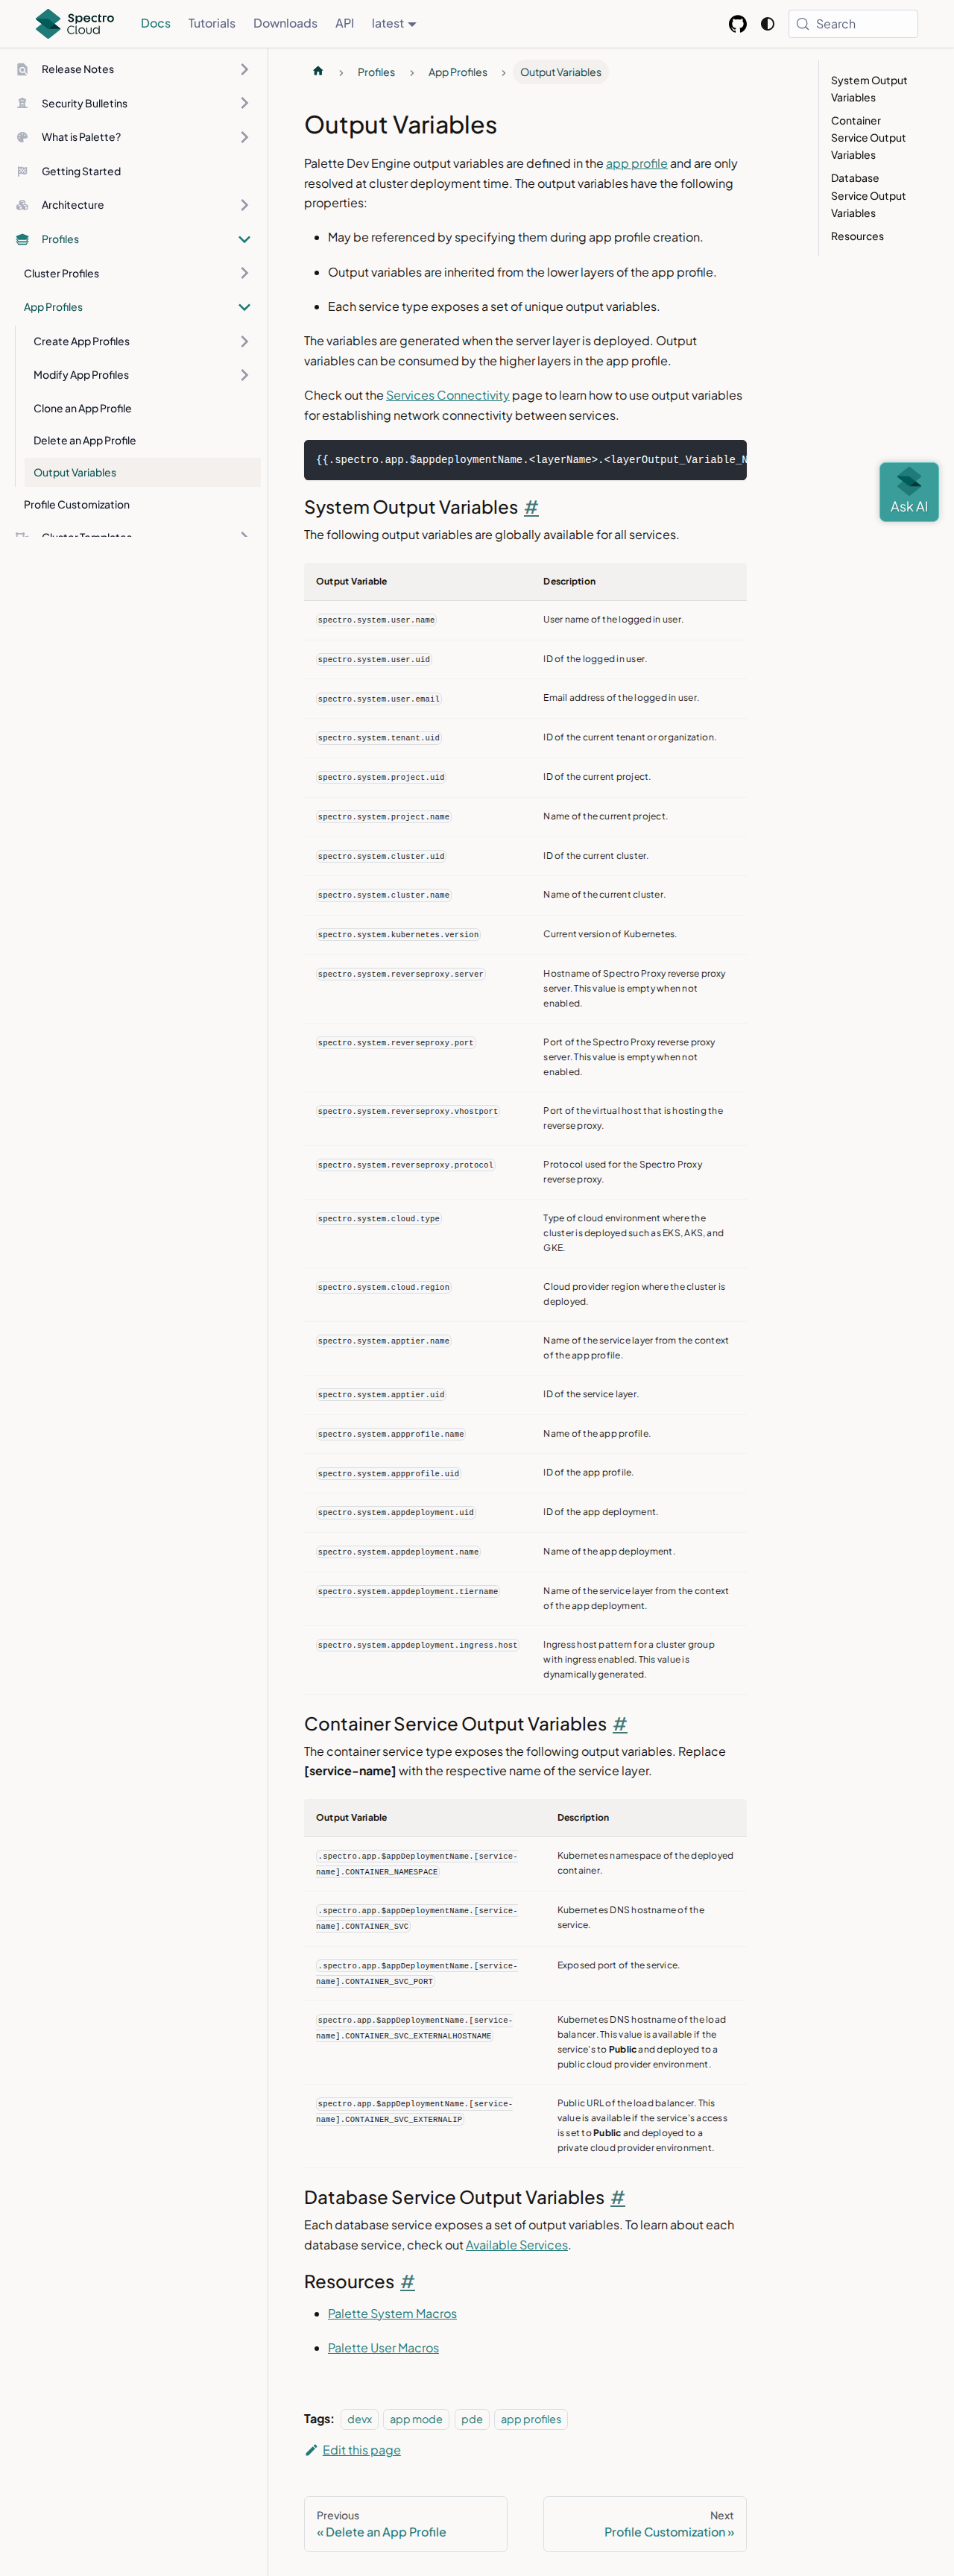 Spectro
Cloud
Docs
Tutorials
Downloads
API
latest
Search
Release Notes
Security Bulletins
What is Palette?
Getting Started
Architecture
Profiles
Cluster Profiles
App Profiles
Create App Profiles
Modify App Profiles
Clone an App Profile
Delete an App Profile
Output Variables
Profile Customization
Cluster Templates
Profiles
App Profiles
Output Variables
Output Variables
Palette Dev Engine output variables are defined in the app profile and are only
resolved at cluster deployment time. The output variables have the following
properties:
May be referenced by specifying them during app profile creation.
Output variables are inherited from the lower layers of the app profile.
Each service type exposes a set of unique output variables.
The variables are generated when the server layer is deployed. Output
variables can be consumed by the higher layers in the app profile.
Check out the Services Connectivity page to learn how to use output variables
for establishing network connectivity between services.
{{.spectro.app.$appdeploymentName.<layerName>.<layerOutput_Variable_N
System Output Variables #
The following output variables are globally available for all services.
Output Variable Description
spectro.system.user.name User name of the logged in user.
spectro.system.user.uid ID of the logged in user.
spectro.system.user.email Email address of the logged in user.
spectro.system.tenant.uid ID of the current tenant or organization.
spectro.system.project.uid ID of the current project.
spectro.system.project.name Name of the current project.
spectro.system.cluster.uid ID of the current cluster.
spectro.system.cluster.name Name of the current cluster.
spectro.system.kubernetes.version Current version of Kubernetes.
spectro.system.reverseproxy.server Hostname of Spectro Proxy reverse proxy
server. This value is empty when not
enabled.
spectro.system.reverseproxy.port Port of the Spectro Proxy reverse proxy
server. This value is empty when not
enabled.
spectro.system.reverseproxy.vhostport Port of the virtual host that is hosting the
reverse proxy.
spectro.system.reverseproxy.protocol Protocol used for the Spectro Proxy
reverse proxy.
spectro.system.cloud.type Type of cloud environment where the
cluster is deployed such as EKS, AKS, and
GKE.
spectro.system.cloud.region Cloud provider region where the cluster is
deployed.
spectro.system.apptier.name Name of the service layer from the context
of the app profile.
spectro.system.apptier.uid ID of the service layer.
spectro.system.appprofile.name Name of the app profile.
spectro.system.appprofile.uid ID of the app profile.
spectro.system.appdeployment.uid ID of the app deployment.
spectro.system.appdeployment.name Name of the app deployment.
spectro.system.appdeployment.tiername Name of the service layer from the context
of the app deployment.
spectro.system.appdeployment.ingress.host Ingress host pattern for a cluster group
with ingress enabled. This value is
dynamically generated.
Container Service Output Variables #
The container service type exposes the following output variables. Replace
[service-name] with the respective name of the service layer.
Output Variable Description
.spectro.app.$appDeploymentName.[service- Kubernetes namespace of the deployed
name].CONTAINER_NAMESPACE container.
.spectro.app.$appDeploymentName.[service- Kubernetes DNS hostname of the
name].CONTAINER_SVC service.
.spectro.app.$appDeploymentName.[service- Exposed port of the service.
name].CONTAINER_SVC_PORT
spectro.app.$appDeploymentName.[service- Kubernetes DNS hostname of the load
name].CONTAINER_SVC_EXTERNALHOSTNAME balancer. This value is available if the
service's to Public and deployed to a
public cloud provider environment.
spectro.app.$appDeploymentName.[service- Public URL of the load balancer. This
name].CONTAINER_SVC_EXTERNALIP value is available if the service's access
is set to Public and deployed to a
private cloud provider environment.
Database Service Output Variables #
Each database service exposes a set of output variables. To learn about each
database service, check out Available Services.
Resources #
Palette System Macros
Palette User Macros
Tags: devx app mode pde app profiles
Edit this page
Previous
« Delete an App Profile
Next
Profile Customization »
System Output
Variables
Container
Service Output
Variables
Database
Service Output
Variables
Resources
Ask AI